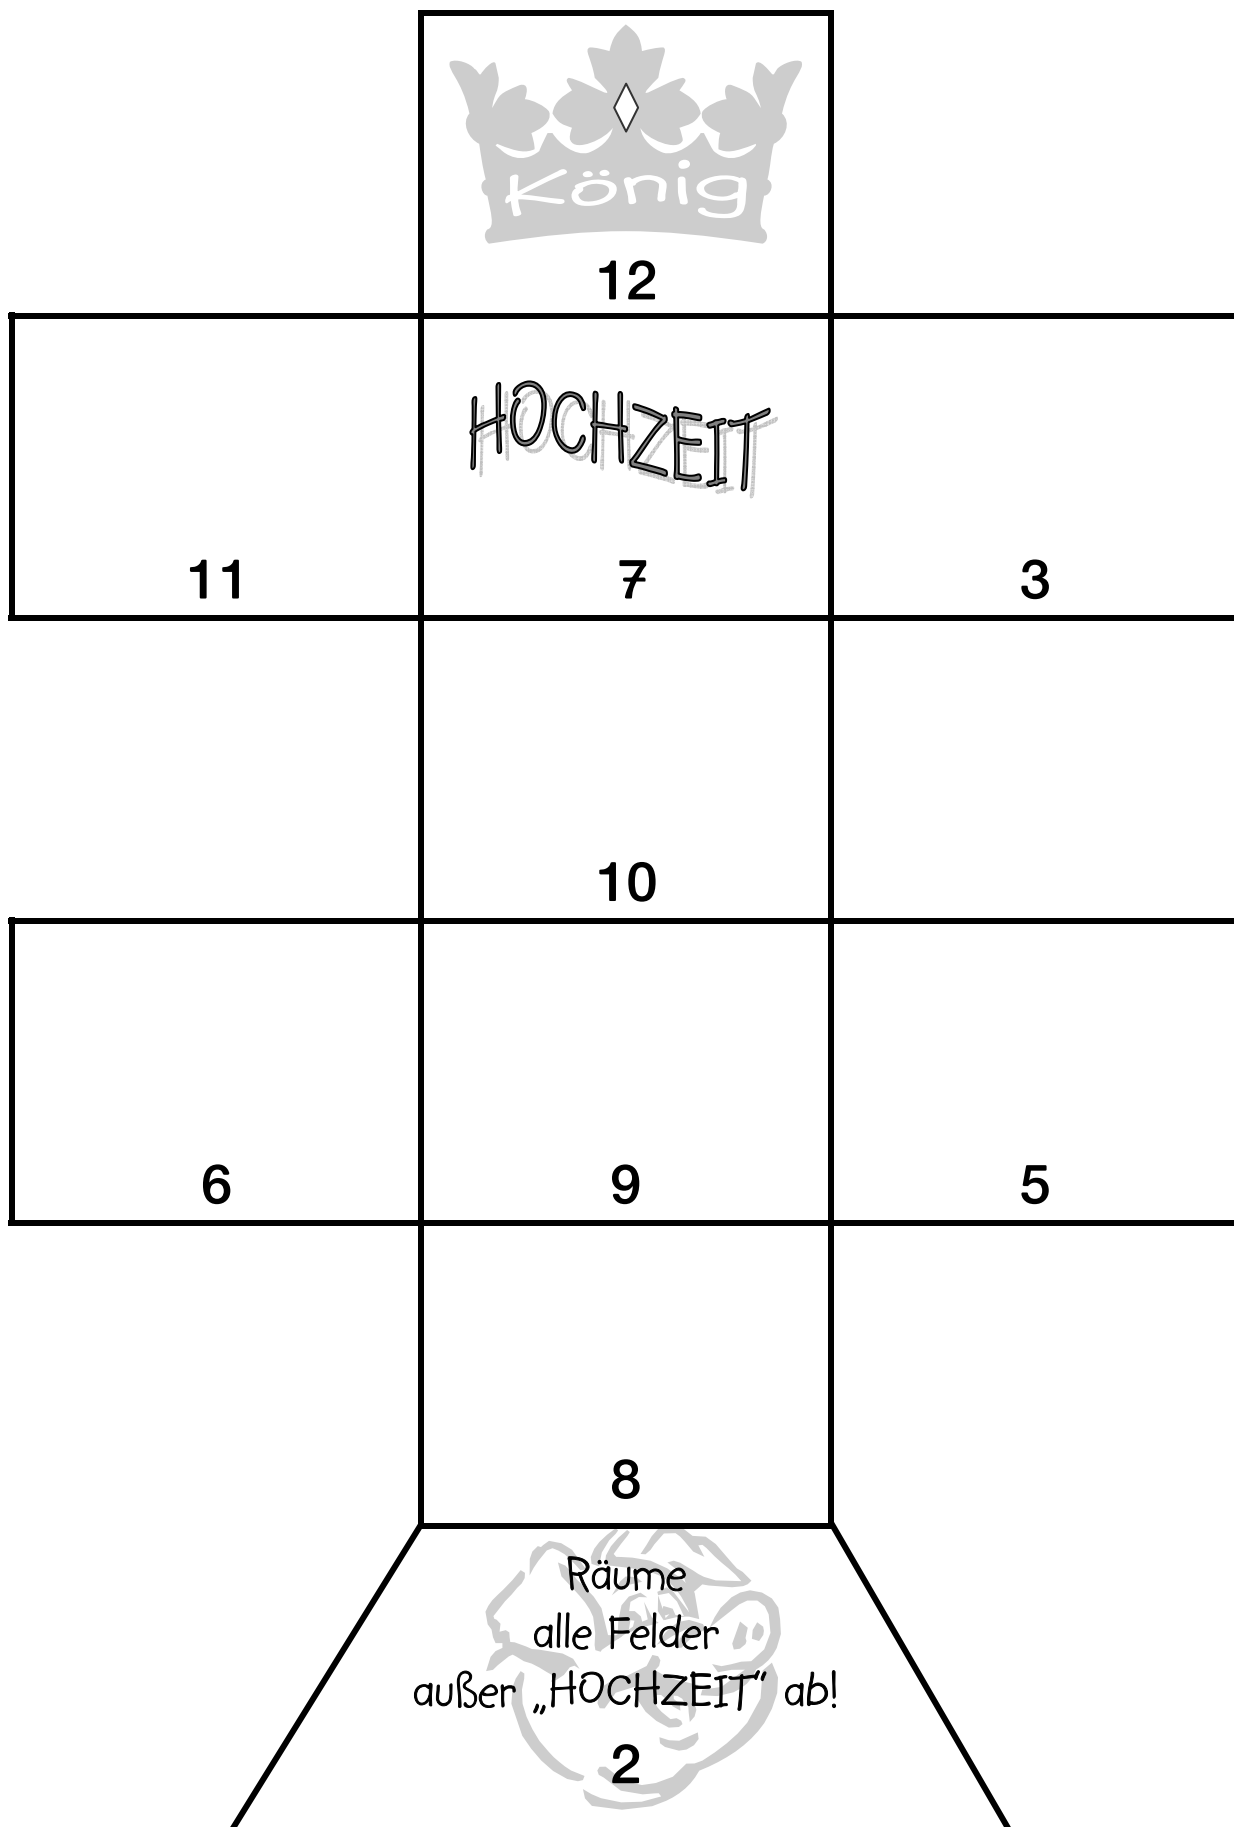 König
12
HOCHZEIT
11 7 3
10
6 9 5
8
Räume
alle Felder
außer „HOCHZEIT“ ab!
2